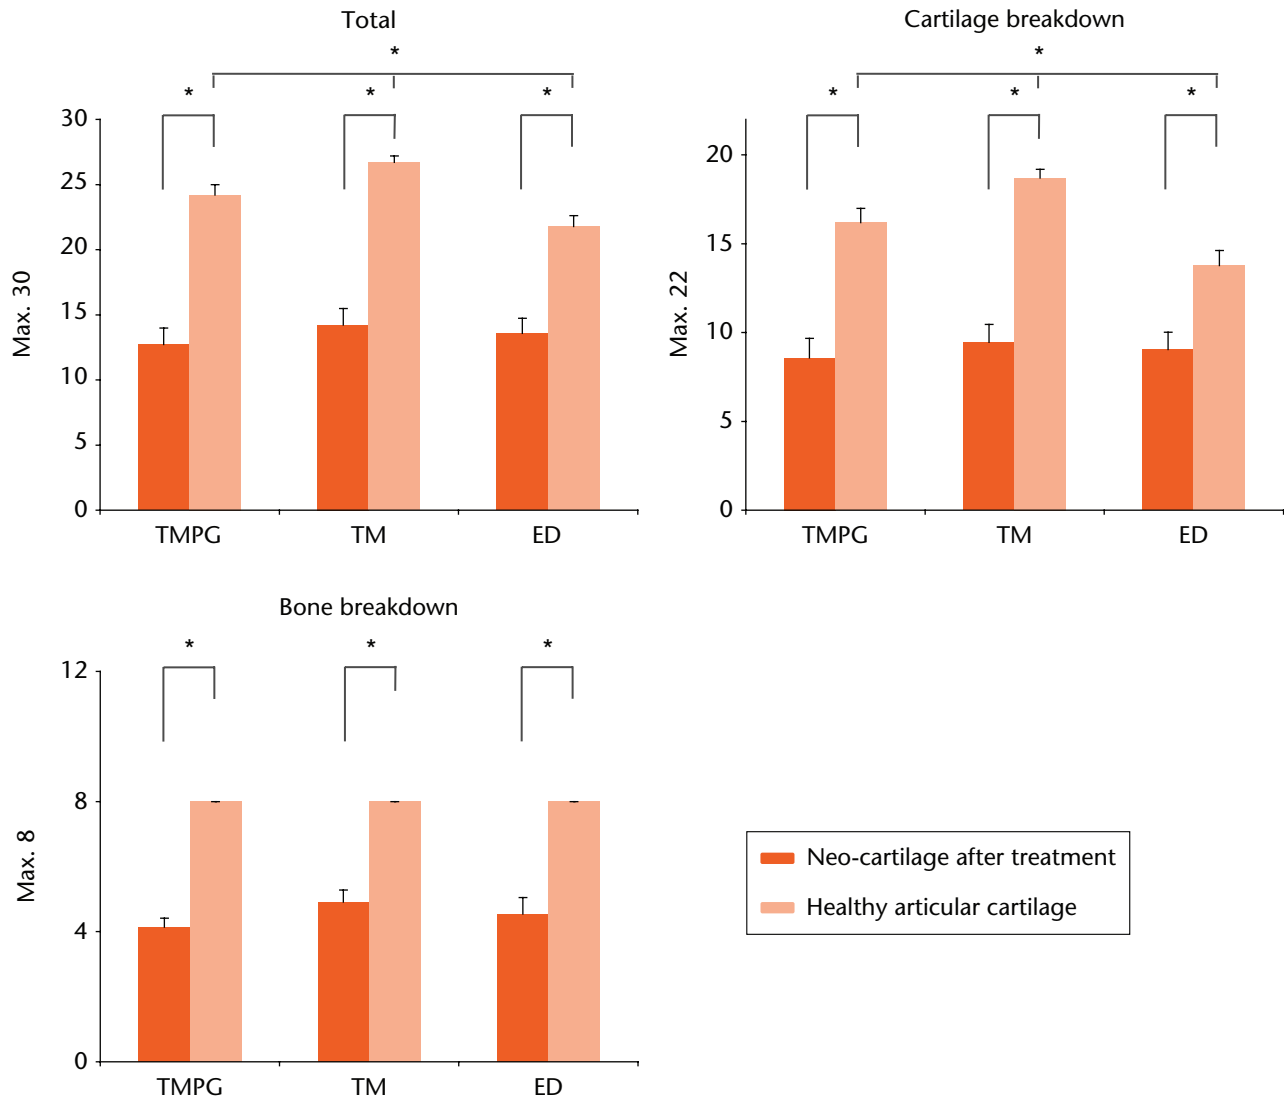 Total
*
* * *
Max. 30
30
25
20
15
10
5
0
TMPG TM ED
Cartilage breakdown
*
* * *
Max. 22
20
15
10
5
0
TMPG TM ED
Bone breakdown
* * *
Max. 8
12
8
4
0
TMPG TM ED
Neo-cartilage after treatment
Healthy articular cartilage